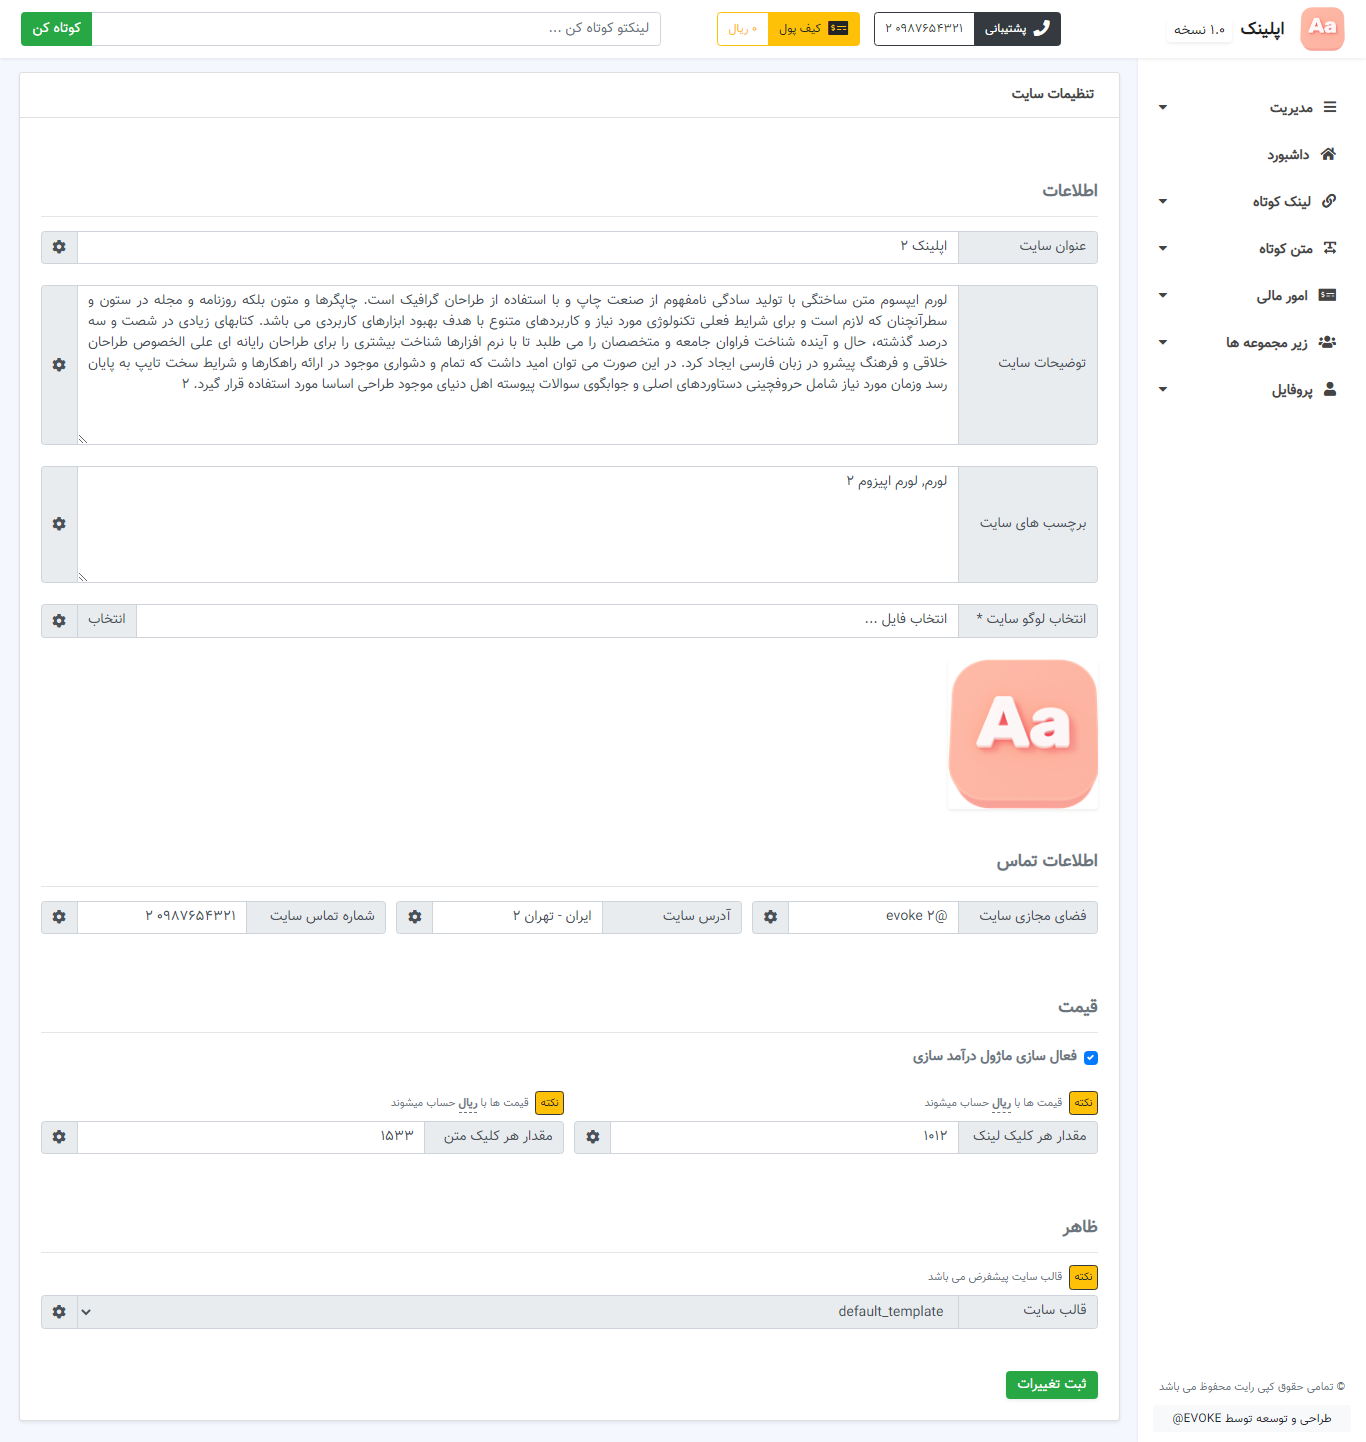 Aa
اپلینک
۱.۰ نسخه
پشتیبانی
۰۹۸۷۶۵۴۳۲۱ ۲
کیف پول
۰ ریال
لینکتو کوتاه کن ...
کوتاه کن
مدیریت
داشبورد
لینک کوتاه
متن کوتاه
امور مالی
زیر مجموعه ها
پروفایل
تنظیمات سایت
اطلاعات
عنوان سایت
اپلینک ۲
توضیحات سایت
لورم ایپسوم متن ساختگی با تولید سادگی نامفهوم از صنعت چاپ و با استفاده از طراحان گرافیک است. چاپگرها و متون بلکه روزنامه و مجله در ستون و
سطرآنچنان که لازم است و برای شرایط فعلی تکنولوژی مورد نیاز و کاربردهای متنوع با هدف بهبود ابزارهای کاربردی می باشد. کتابهای زیادی در شصت و سه
درصد گذشته، حال و آینده شناخت فراوان جامعه و متخصصان را می طلبد تا با نرم افزارها شناخت بیشتری را برای طراحان رایانه ای علی الخصوص طراحان
خلاقی و فرهنگ پیشرو در زبان فارسی ایجاد کرد. در این صورت می توان امید داشت که تمام و دشواری موجود در ارائه راهکارها و شرایط سخت تایپ به پایان
رسد وزمان مورد نیاز شامل حروفچینی دستاوردهای اصلی و جوابگوی سوالات پیوسته اهل دنیای موجود طراحی اساسا مورد استفاده قرار گیرد. ۲
برچسب های سایت
لورم, لورم اپیزوم ۲
انتخاب لوگو سایت *
انتخاب فایل ...
انتخاب
Aa
اطلاعات تماس
فضای مجازی سایت
@evoke ۲
آدرس سایت
ایران - تهران ۲
شماره تماس سایت
۰۹۸۷۶۵۴۳۲۱ ۲
قیمت
فعال سازی ماژول درآمد سازی
نکته
قیمت ها با ریال حساب میشوند
نکته
قیمت ها با ریال حساب میشوند
مقدار هر کلیک لینک
۱۰۱۲
مقدار هر کلیک متن
۱۵۳۳
ظاهر
نکته
قالب سایت پیشفرض می باشد
قالب سایت
default_template
ثبت تغییرات
© تمامی حقوق کپی رایت محفوظ می باشد
طراحی و توسعه توسط EVOKE@